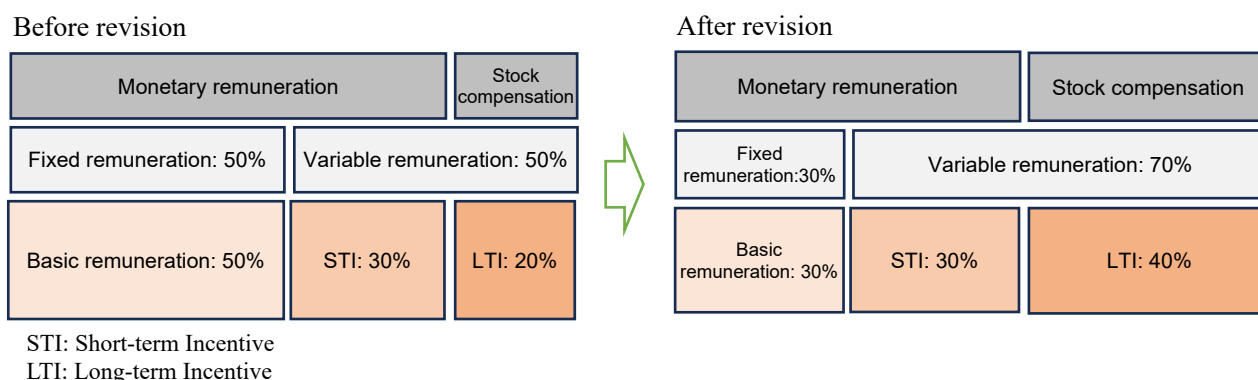 Before revision
Monetary remuneration
Stock
compensation
Fixed remuneration: 50%
Variable remuneration: 50%
Basic remuneration: 50%
STI: 30%
LTI: 20%
STI: Short-term Incentive
LTI: Long-term Incentive
After revision
Monetary remuneration
Stock compensation
Fixed
remuneration:30%
Variable remuneration: 70%
Basic
remuneration: 30%
STI: 30%
LTI: 40%